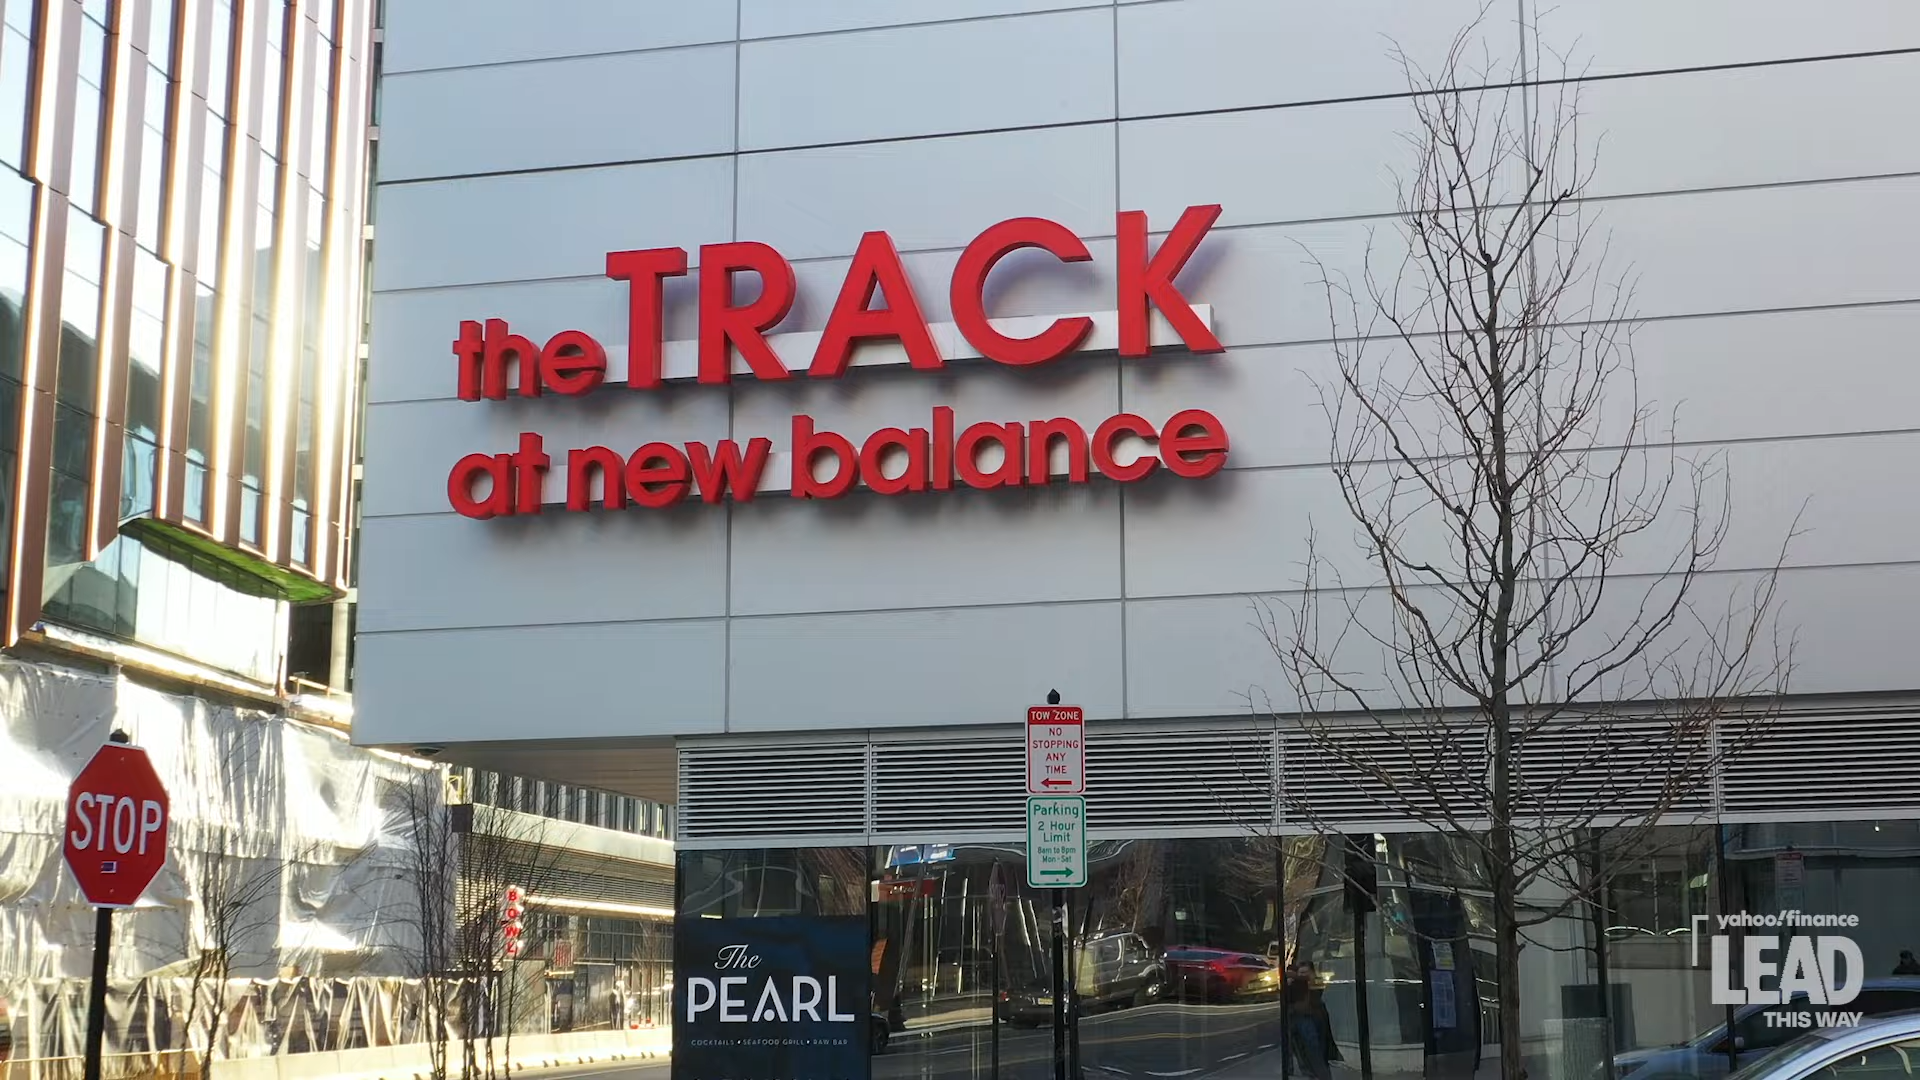 the TRACK
at new balance
TOW ZONE
NO
STOPPING
ANY
TIME
Parking
2 Hour
Limit
8am to 8pm
Mon-Sat
STOP
BOWL
The
PEARL
COCKTAILS • SEAFOOD GRILL • RAW BAR
yahoo!finance
LEAD
THIS WAY